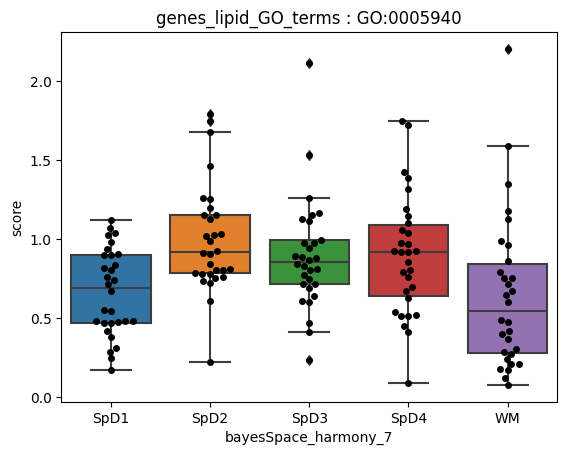 genes_lipid_GO_terms : GO:0005940
score
2.0
1.5
1.0
0.5
0.0
SpD1 SpD2 SpD3 SpD4 WM
bayesSpace_harmony_7